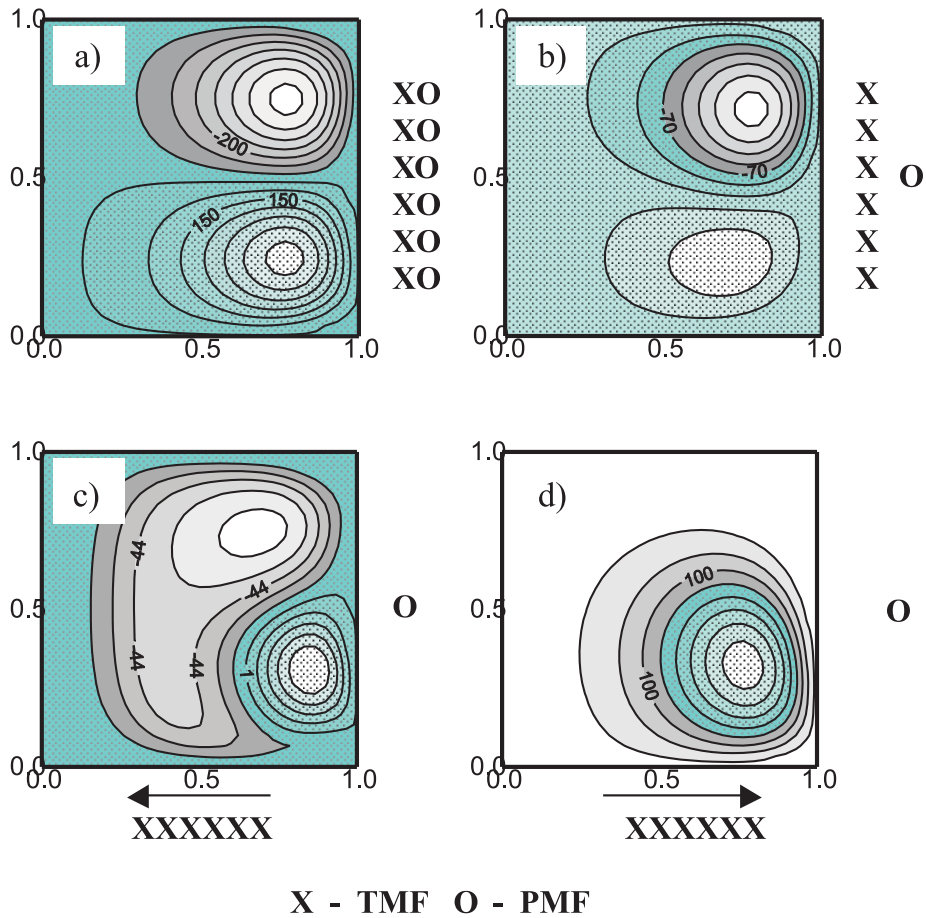 1.0 1.0
a) b)
XO X
XO X
-200 -70
XO X
-70
0.5 0.5 O
XO X
150 150
XO X
XO X
0.0 0.0
0.0 0.5 1.0 0.0 0.5 1.0
1.0 1.0
c) d)
-44 100
-44
0.5 O 0.5 O
-44 -44 1 100
0.0 0.0
0.0 0.5 1.0 0.0 0.5 1.0
XXXXXX XXXXXX
X - TMF O - PMF